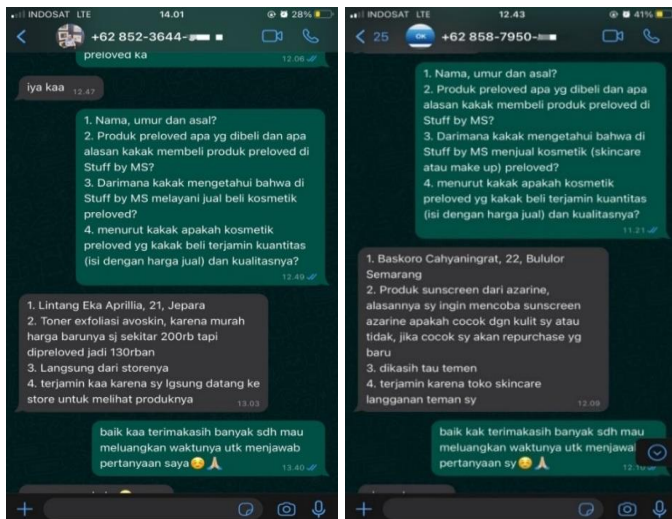 INDOSAT LTE 14.01 28%
+62 852-3644-
preloved ka
12.06
iya kaa 12.47
1. Nama, umur dan asal?
2. Produk preloved apa yg dibeli dan apa
alasan kakak membeli produk preloved di
Stuff by MS?
3. Darimana kakak mengetahui bahwa di
Stuff by MS melayani jual beli kosmetik
preloved?
4. menurut kakak apakah kosmetik
preloved yg kakak beli terjamin kuantitas
(isi dengan harga jual) dan kualitasnya?
12.49
1. Lintang Eka Aprillia, 21, Jepara
2. Toner exfoliasi avoskin, karena murah
harga barunya sj sekitar 200rb tapi
dipreloved jadi 130rban
3. Langsung dari storenya
4. terjamin kaa karena sy lgsung datang ke
store untuk melihat produknya
13.03
baik kaa terimakasih banyak sdh mau
meluangkan waktunya utk menjawab
pertanyaan saya
13.40
INDOSAT LTE 12.43 41%
25 OK +62 858-7950-
1. Nama, umur dan asal?
2. Produk preloved apa yg dibeli dan apa
alasan kakak membeli produk preloved di
Stuff by MS?
3. Darimana kakak mengetahui bahwa di
Stuff by MS menjual kosmetik (skincare
atau make up) preloved?
4. menurut kakak apakah kosmetik
preloved yg kakak beli terjamin kuantitas
(isi dengan harga jual) dan kualitasnya?
11.21
1. Baskoro Cahyaningrat, 22, Bululor
Semarang
2. Produk sunscreen dari azarine,
alasannya sy ingin mencoba sunscreen
azarine apakah cocok dgn kulit sy atau
tidak, jika cocok sy akan repurchase yg
baru
3. dikasih tau temen
4. terjamin karena toko skincare
langganan teman sy
12.09
baik kak terimakasih banyak sdh mau
meluangkan waktunya utk menjawab
pertanyaan sy